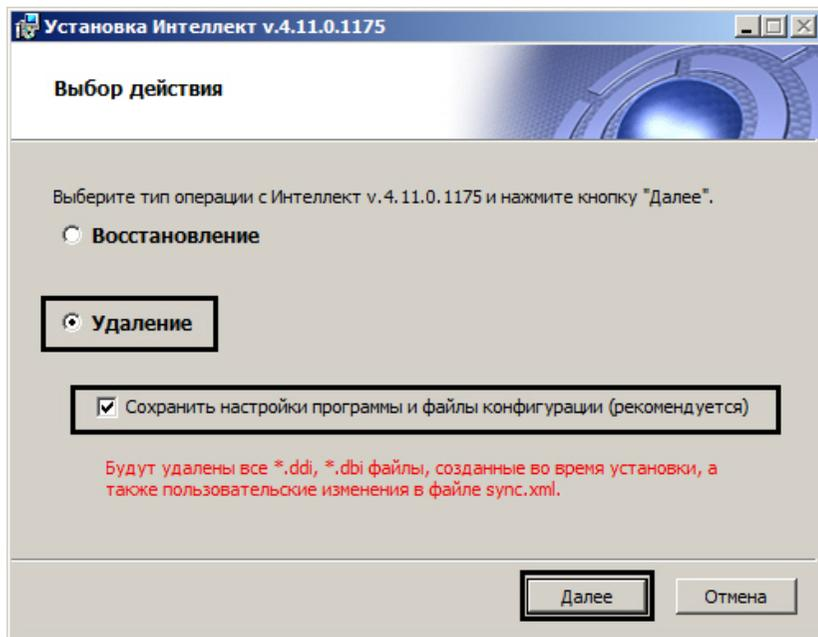 Установка Интеллект v.4.11.0.1175
Выбор действия
Выберите тип операции с Интеллект v.4.11.0.1175 и нажмите кнопку "Далее".
Восстановление
Удаление
Сохранить настройки программы и файлы конфигурации (рекомендуется)
Будут удалены все *.ddi, *.dbi файлы, созданные во время установки, а
также пользовательские изменения в файле sync.xml.
Далее
Отмена